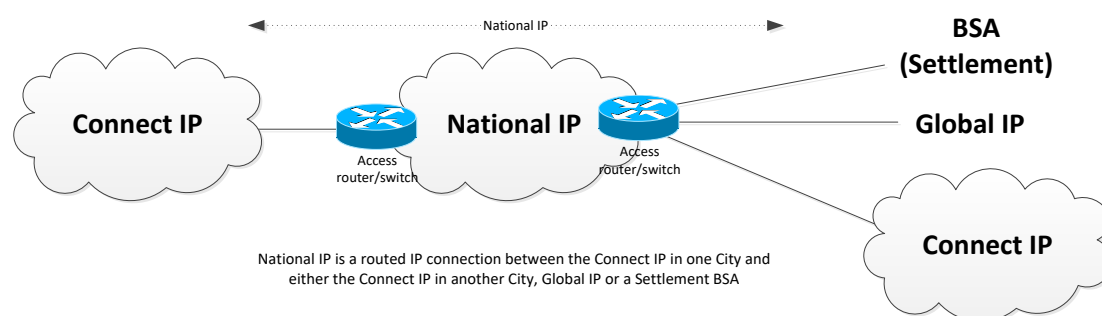 National IP
BSA
(Settlement)
Connect IP
National IP
Global IP
Access
router/switch
Access
router/switch
Connect IP
National IP is a routed IP connection between the Connect IP in one City and
either the Connect IP in another City, Global IP or a Settlement BSA